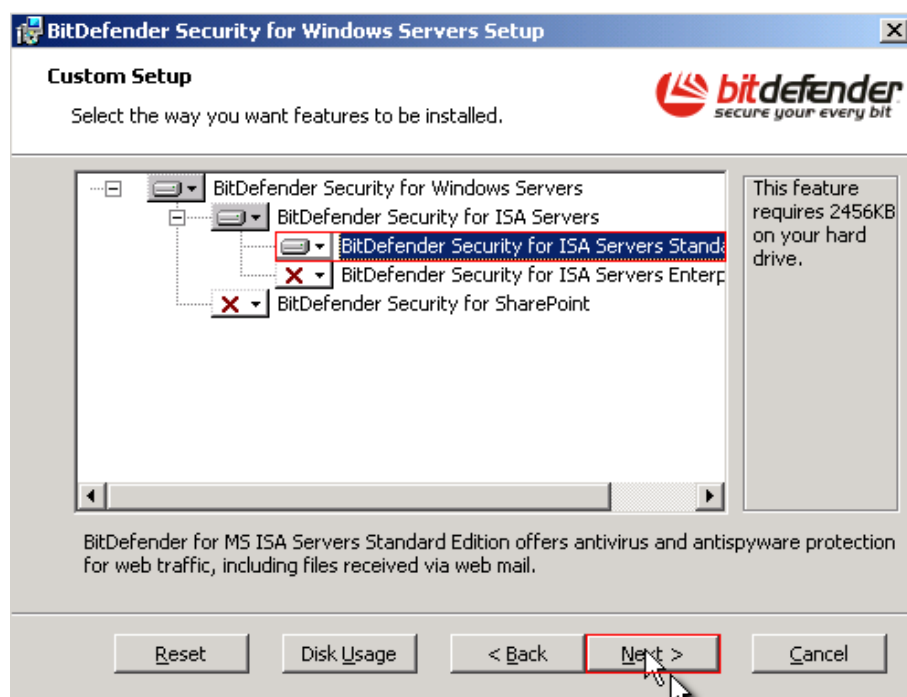 BitDefender Security for Windows Servers Setup
Custom Setup
Select the way you want features to be installed.
bitdefender
secure your every bit
BitDefender Security for Windows Servers
BitDefender Security for ISA Servers
BitDefender Security for ISA Servers Standa
BitDefender Security for ISA Servers Enterp
BitDefender Security for SharePoint
This feature
requires 2456KB
on your hard
drive.
BitDefender for MS ISA Servers Standard Edition offers antivirus and antispyware protection
for web traffic, including files received via web mail.
Reset
Disk Usage
< Back
Next >
Cancel